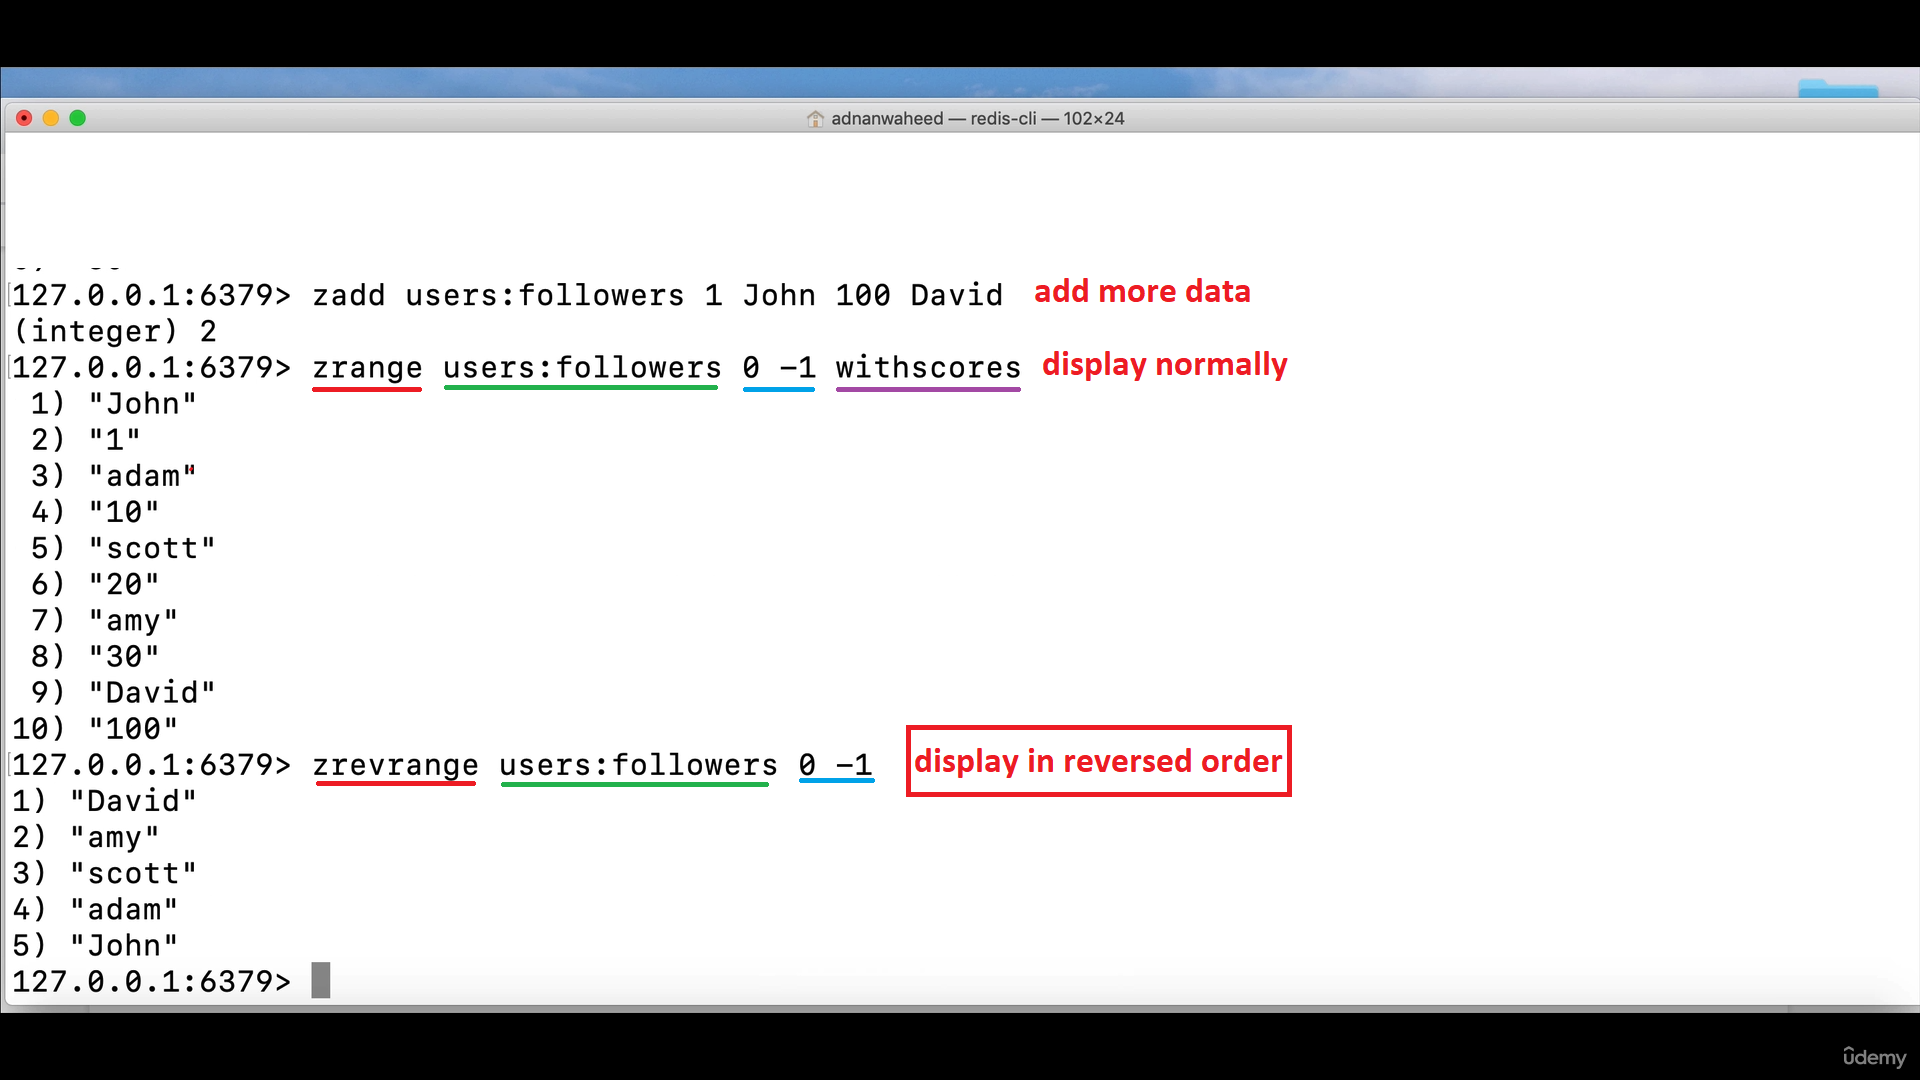 adnanwaheed — redis-cli — 102×24
127.0.0.1:6379> zadd users:followers 1 John 100 David add more data
(integer) 2
127.0.0.1:6379> zrange users:followers 0 -1 withscores display normally
1) "John"
2) "1"
3) "adam"
4) "10"
5) "scott"
6) "20"
7) "amy"
8) "30"
9) "David"
10) "100"
127.0.0.1:6379> zrevrange users:followers 0 -1 display in reversed order
1) "David"
2) "amy"
3) "scott"
4) "adam"
5) "John"
127.0.0.1:6379>
ûdemy